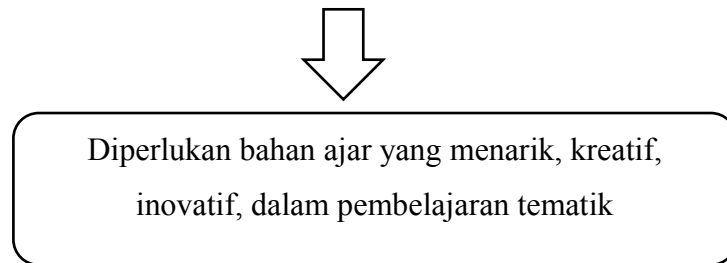 Diperlukan bahan ajar yang menarik, kreatif,
inovatif, dalam pembelajaran tematik